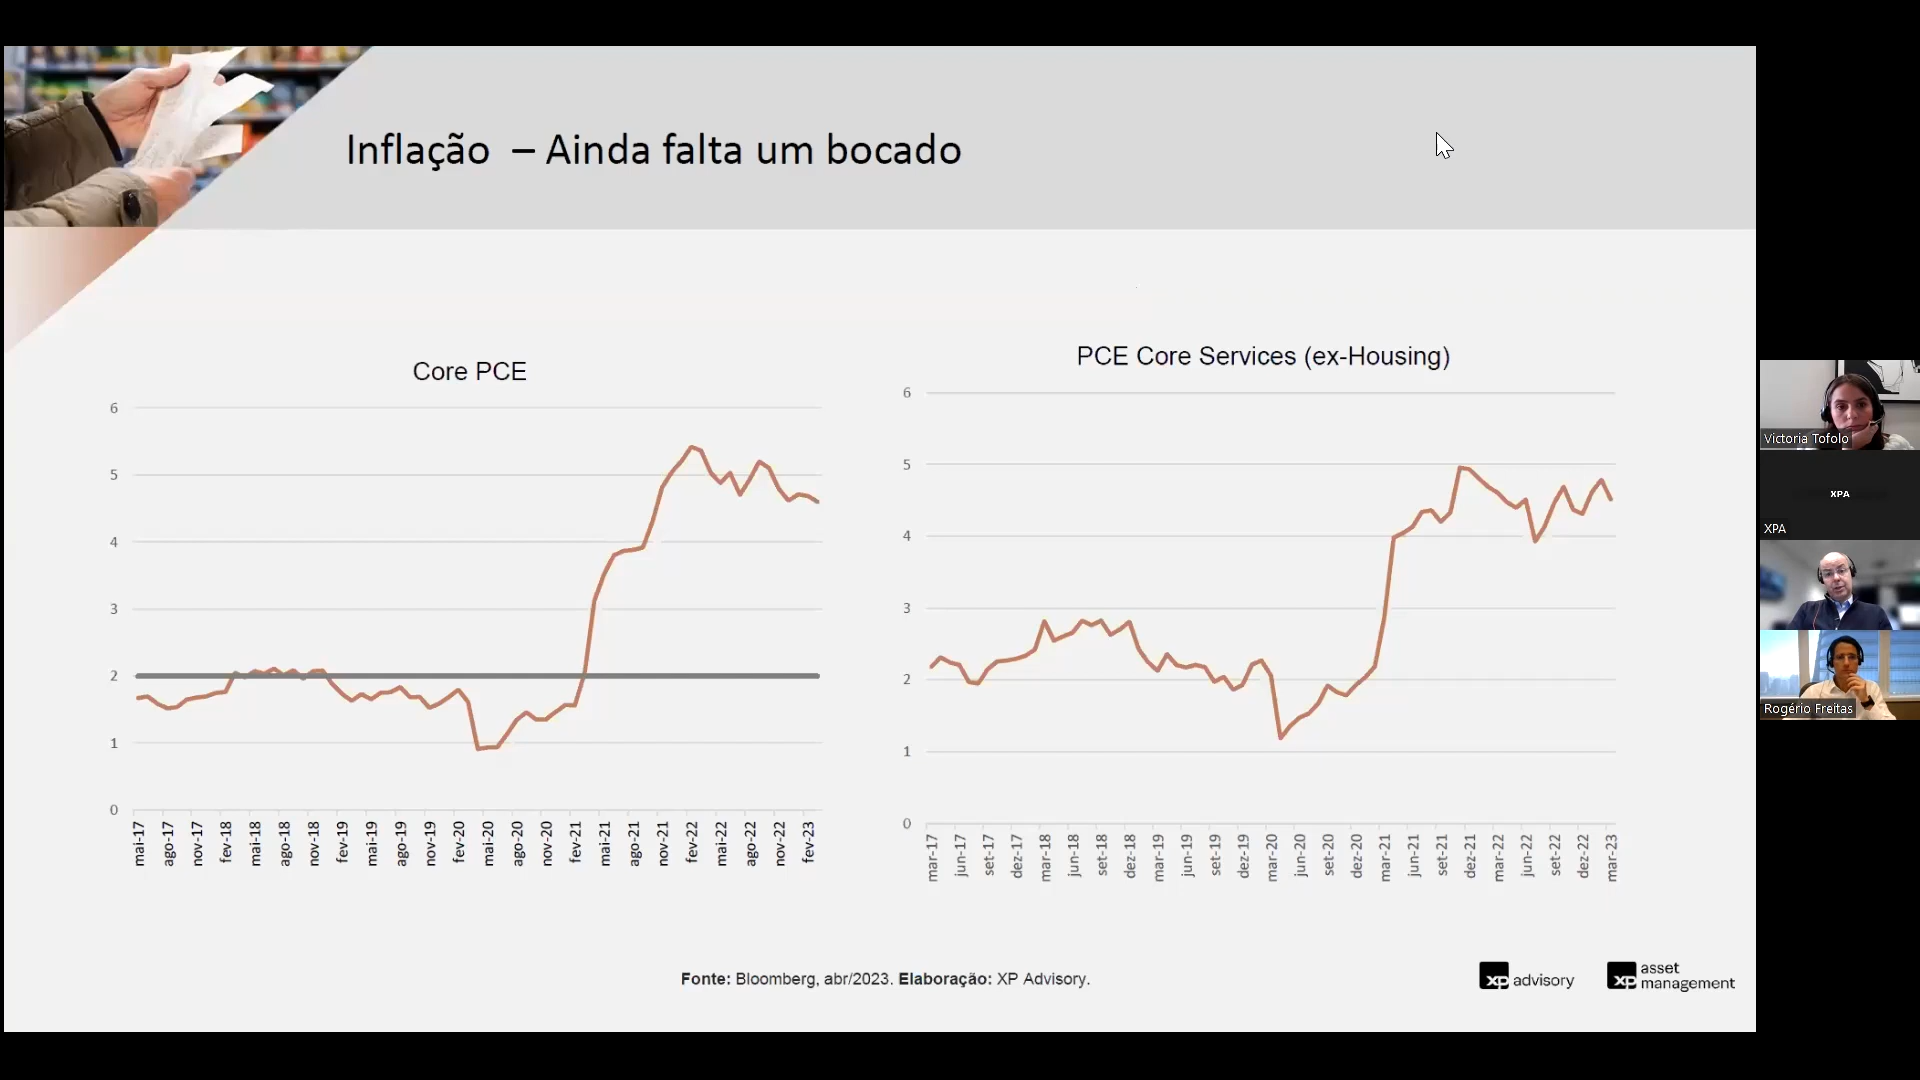 Inflação – Ainda falta um bocado
Core PCE
6
5
4
3
2
1
0
mai-17
ago-17
nov-17
fev-18
mai-18
ago-18
nov-18
fev-19
mai-19
ago-19
nov-19
fev-20
mai-20
ago-20
nov-20
fev-21
mai-21
ago-21
nov-21
fev-22
mai-22
ago-22
nov-22
fev-23
PCE Core Services (ex-Housing)
6
5
4
3
2
1
0
mar-17
jun-17
set-17
dez-17
mar-18
jun-18
set-18
dez-18
mar-19
jun-19
set-19
dez-19
mar-20
jun-20
set-20
dez-20
mar-21
jun-21
set-21
dez-21
mar-22
jun-22
set-22
dez-22
mar-23
Fonte: Bloomberg, abr/2023. Elaboração: XP Advisory.
xp advisory
xp asset management
Victoria Tofolo
XPA
XPA
Rogério Freitas